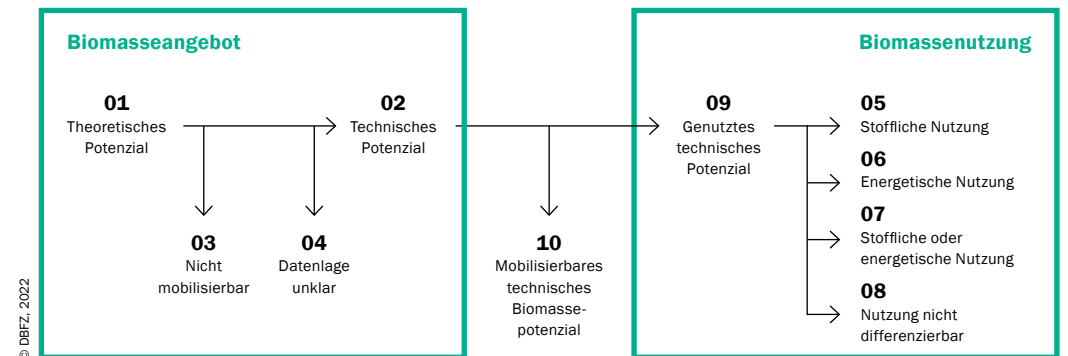 Biomasseangebot
01
Theoretisches
Potenzial
02
Technisches
Potenzial
03
Nicht
mobilisierbar
04
Datenlage
unklar
10
Mobilisierbares
technisches
Biomasse-
potenzial
Biomassenutzung
09
Genutztes
technisches
Potenzial
05
Stoffliche Nutzung
06
Energetische Nutzung
07
Stoffliche oder
energetische Nutzung
08
Nutzung nicht
differenzierbar
© DBFZ, 2022